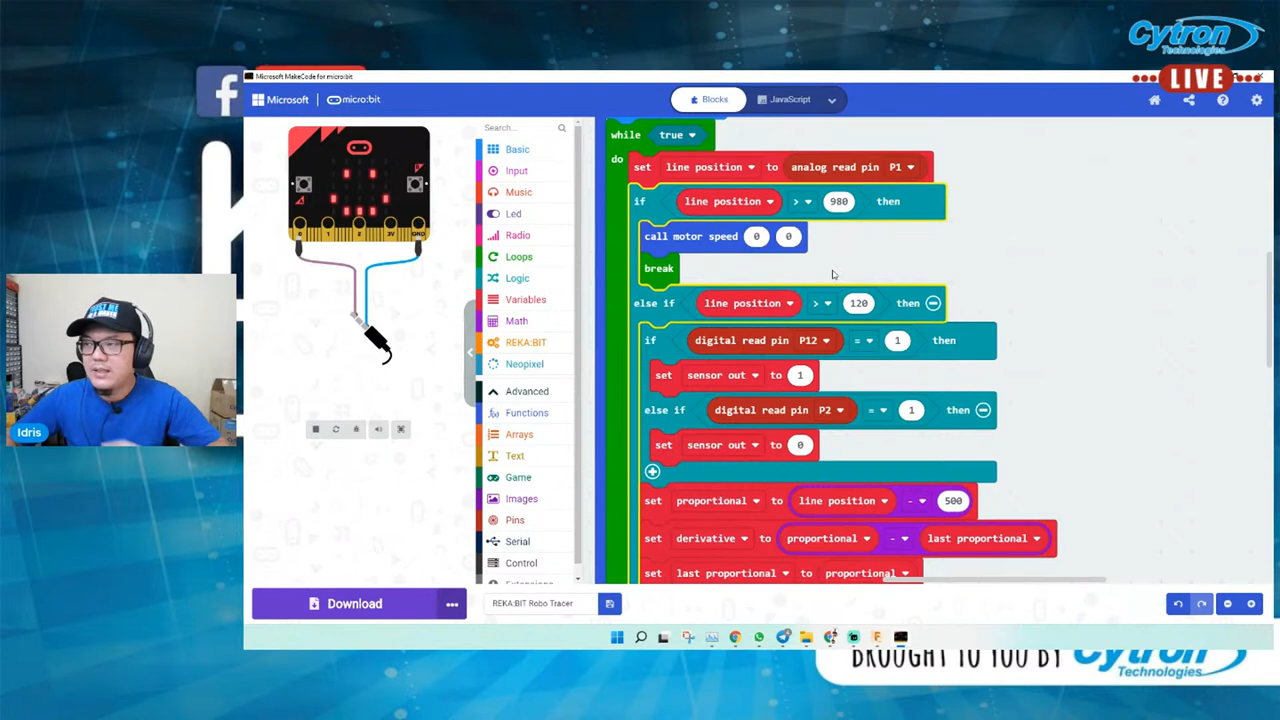 Cytron
Technologies
LIVE
Microsoft MakeCode for micro:bit
Microsoft
micro:bit
Blocks
JavaScript
Search...
Basic
Input
Music
Led
Radio
Loops
Logic
Variables
Math
REKA:BIT
Neopixel
Advanced
Functions
Arrays
Text
Game
Images
Pins
Serial
Control
Extensions
0 1 2 3V GND
while true
do set line position to analog read pin P1
if line position > 980 then
call motor speed 0 0
break
else if line position > 120 then
if digital read pin P12 = 1 then
set sensor out to 1
else if digital read pin P2 = 1 then
set sensor out to 0
set proportional to line position - 500
set derivative to proportional - last proportional
set last proportional to proportional
Idris
Download
REKA:BIT Robo Tracer
BROUGHT TO YOU BY Cytron
Technologies